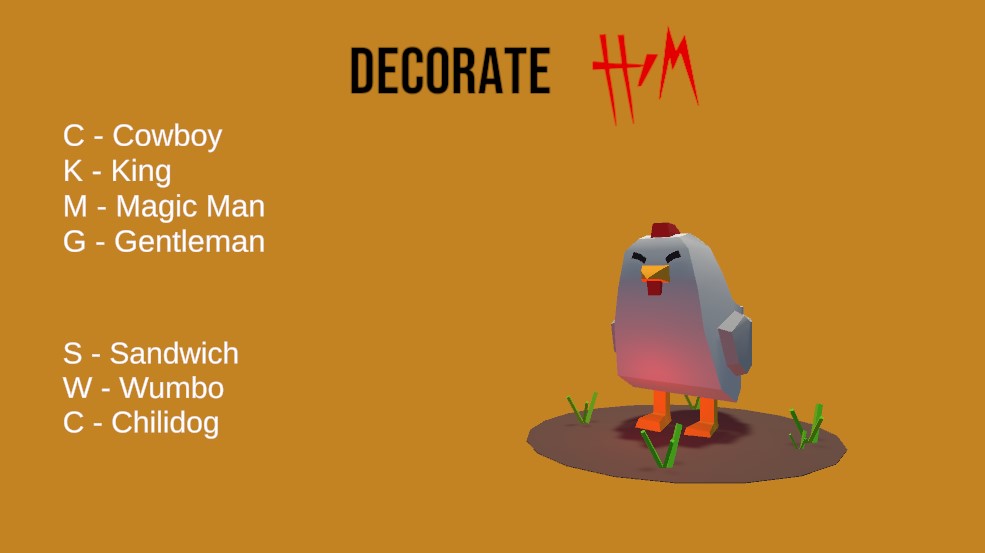 DECORATE HIM
C - Cowboy
K - King
M - Magic Man
G - Gentleman
S - Sandwich
W - Wumbo
C - Chilidog